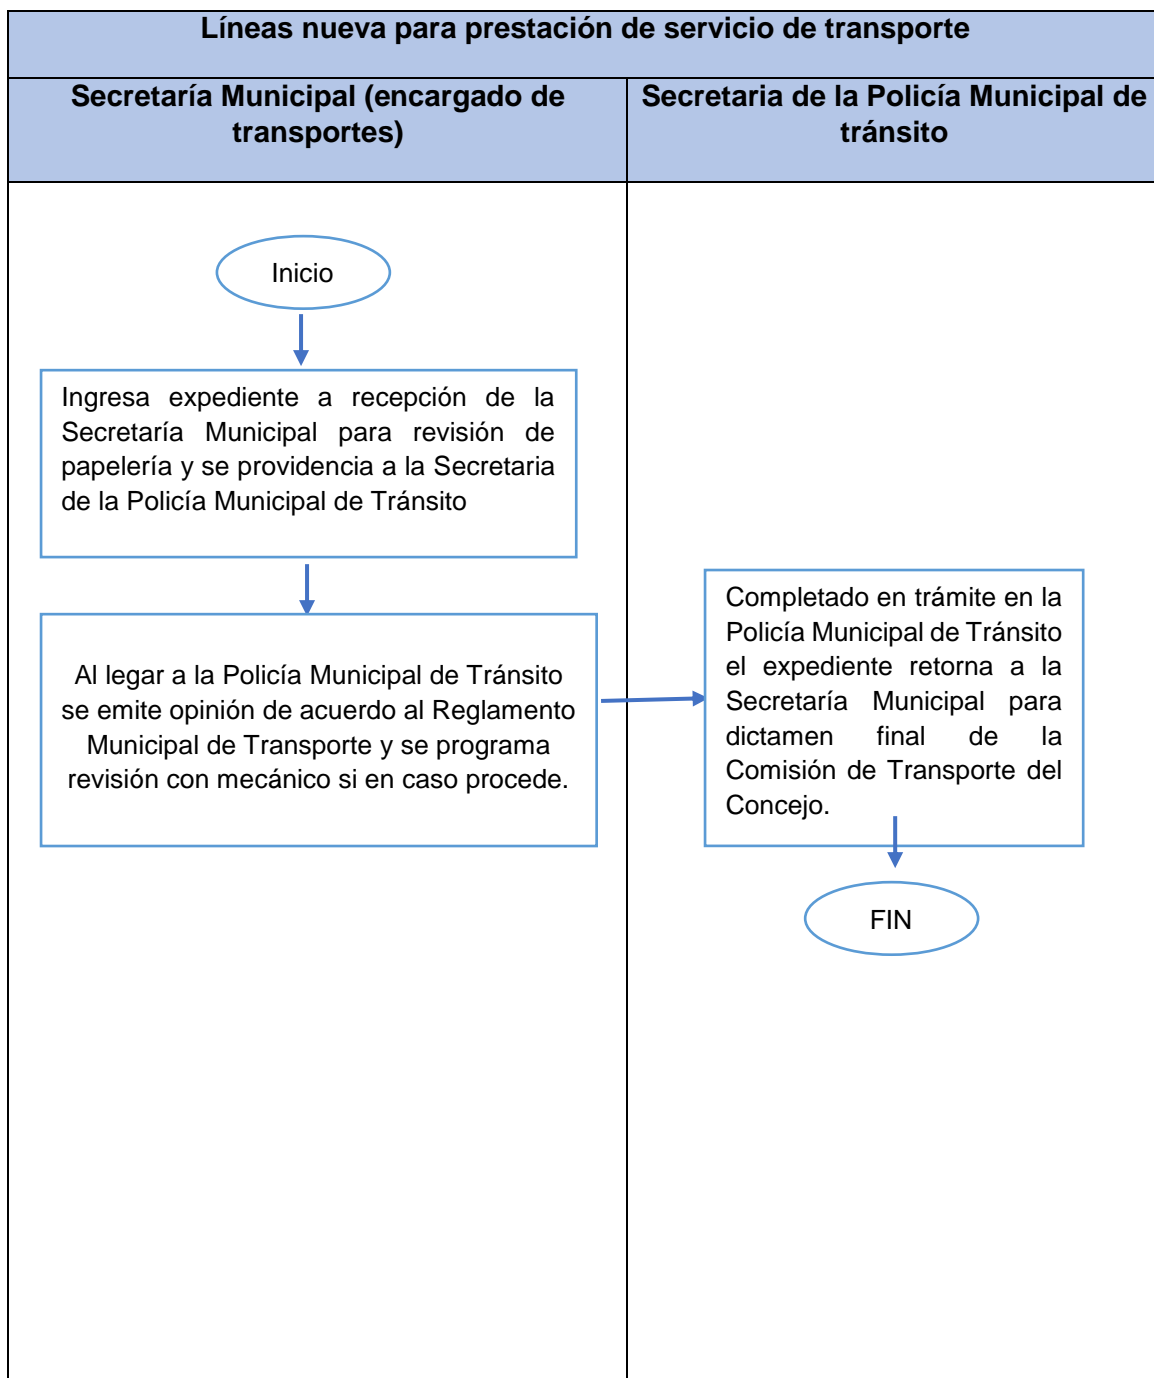 Líneas nueva para prestación de servicio de transporte
Secretaría Municipal (encargado de
transportes)
Secretaria de la Policía Municipal de
tránsito
Inicio
Ingresa expediente a recepción de la
Secretaría Municipal para revisión de
papelería y se providencia a la Secretaria
de la Policía Municipal de Tránsito
Al legar a la Policía Municipal de Tránsito
se emite opinión de acuerdo al Reglamento
Municipal de Transporte y se programa
revisión con mecánico si en caso procede.
Completado en trámite en la
Policía Municipal de Tránsito
el expediente retorna a la
Secretaría Municipal para
dictamen final de la
Comisión de Transporte del
Concejo.
FIN